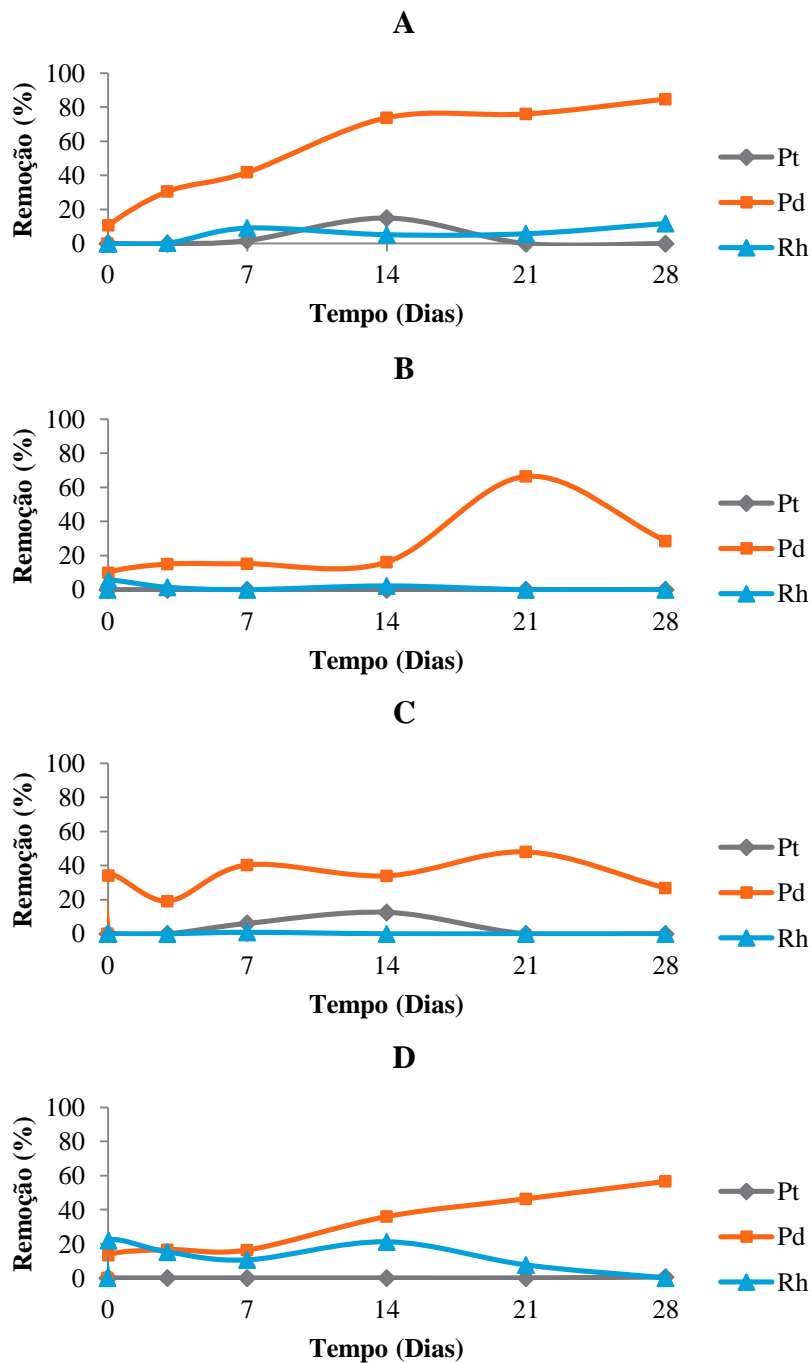 A
100
80
60
40
20
0
Remoção (%)
0 7 14 21 28
Tempo (Dias)
Pt
Pd
Rh
B
100
80
60
40
20
0
Remoção (%)
0 7 14 21 28
Tempo (Dias)
Pt
Pd
Rh
C
100
80
60
40
20
0
Remoção (%)
0 7 14 21 28
Tempo (Dias)
Pt
Pd
Rh
D
100
80
60
40
20
0
Remoção (%)
0 7 14 21 28
Tempo (Dias)
Pt
Pd
Rh